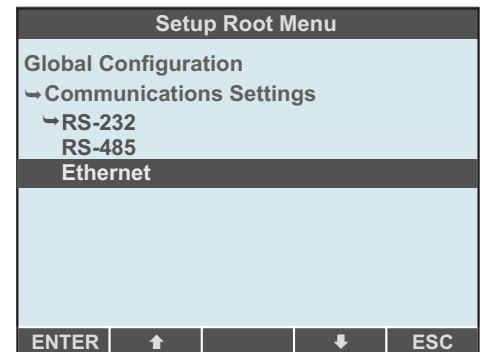 Setup Root Menu
Global Configuration
➥Communications Settings
➥RS-232
RS-485
Ethernet
ENTER ⬆ ⬇ ESC